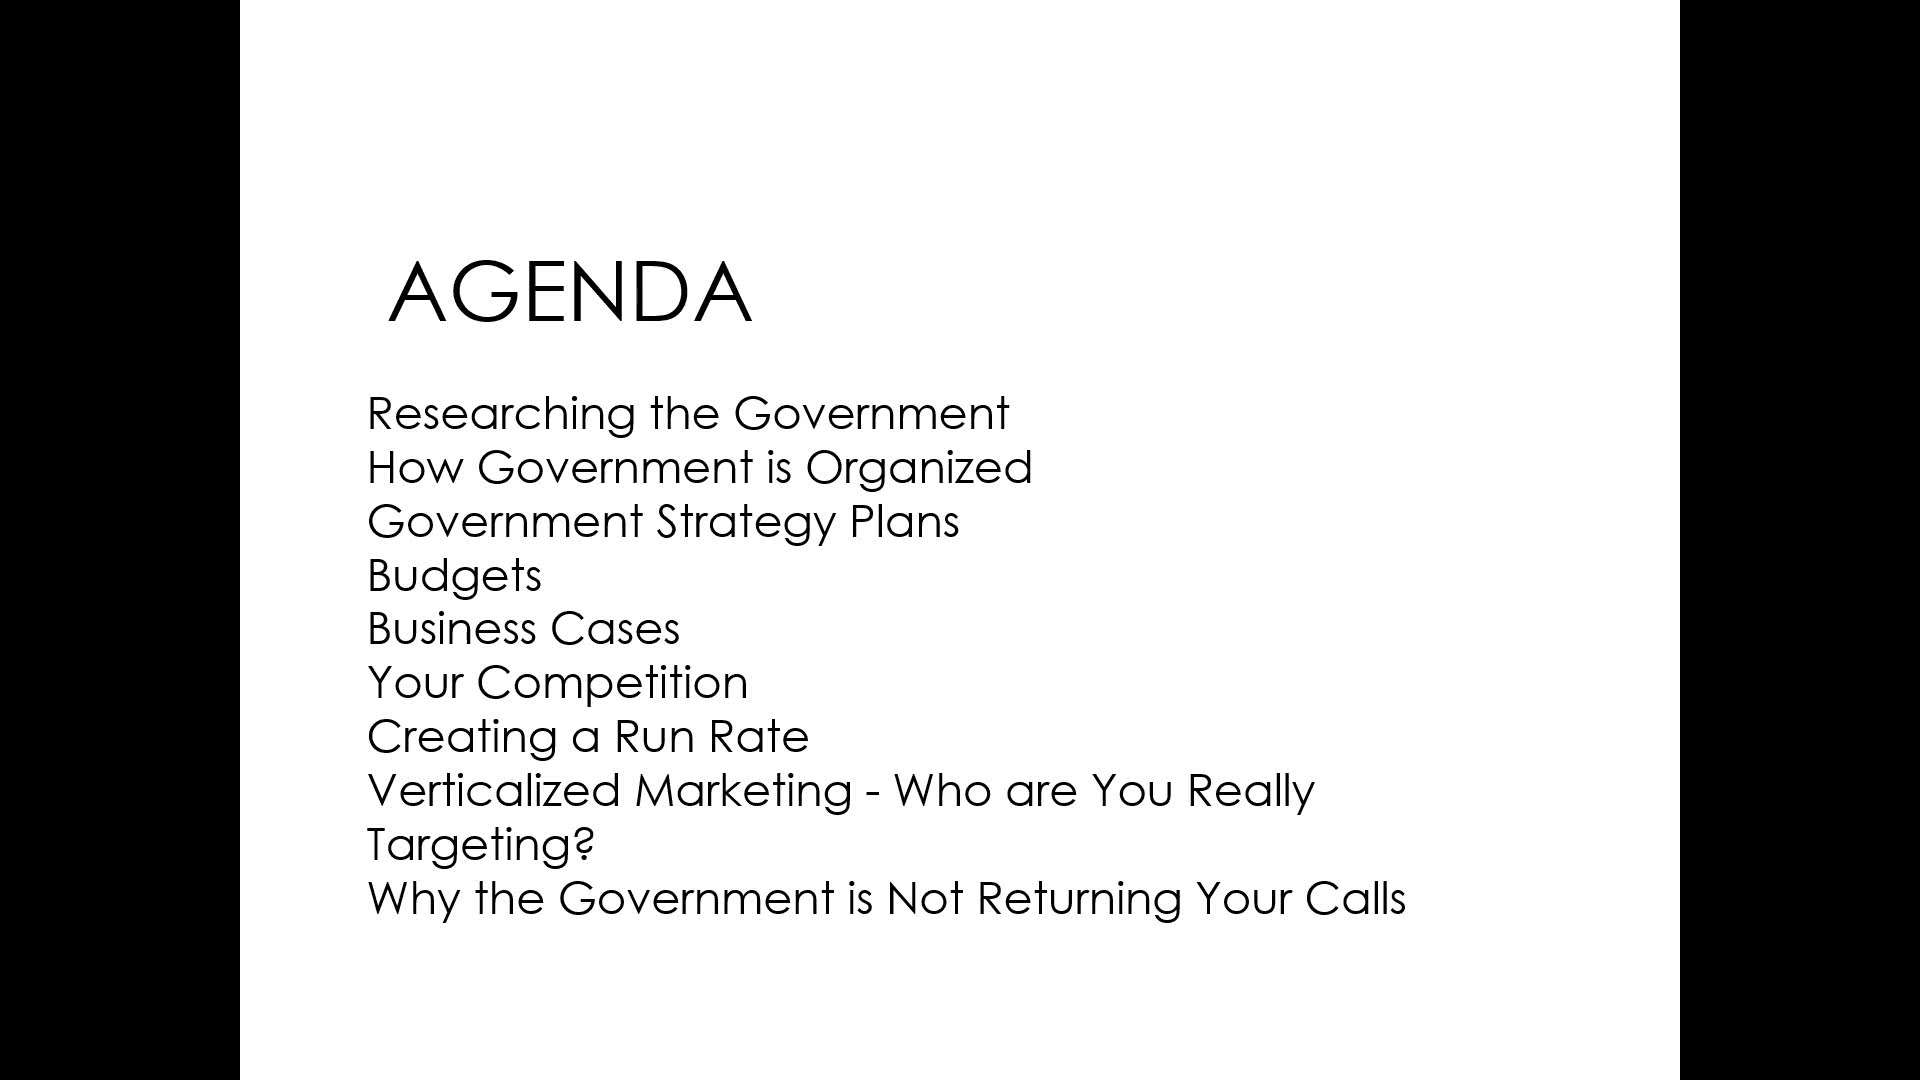 AGENDA
Researching the Government
How Government is Organized
Government Strategy Plans
Budgets
Business Cases
Your Competition
Creating a Run Rate
Verticalized Marketing - Who are You Really
Targeting?
Why the Government is Not Returning Your Calls